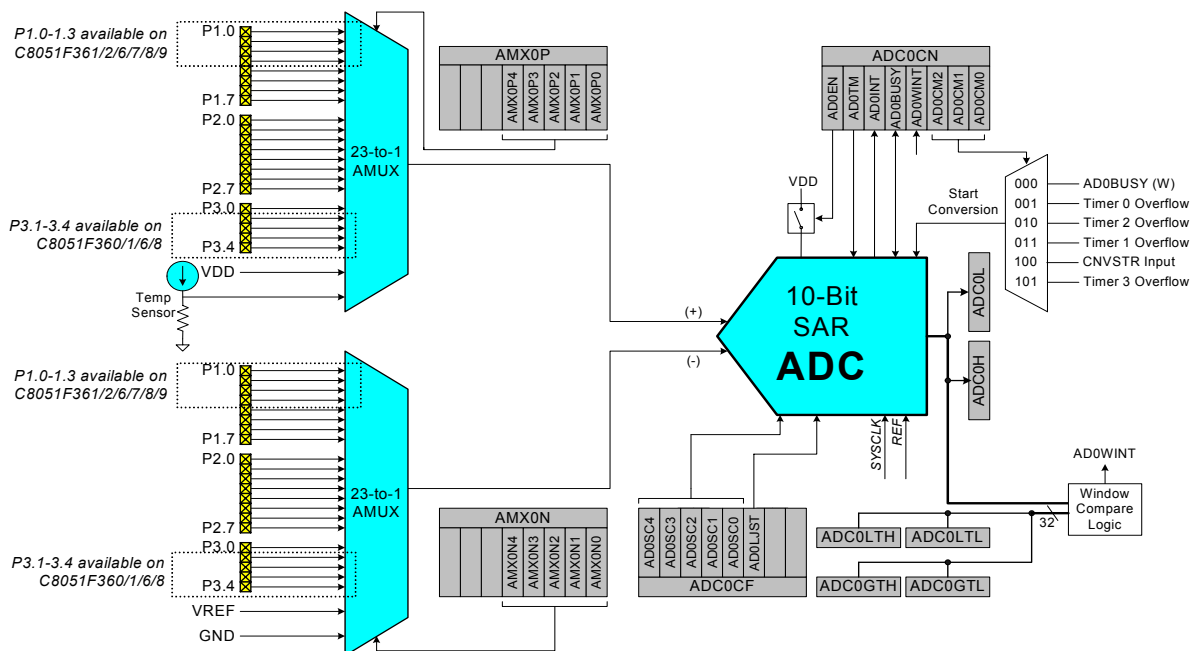 P1.0-1.3 available on
C8051F361/2/6/7/8/9
P1.0
P1.7
P2.0
P2.7
P3.1-3.4 available on
C8051F360/1/6/8
P3.0
P3.4
VDD
Temp
Sensor
23-to-1
AMUX
AMX0P
AMX0P4
AMX0P3
AMX0P2
AMX0P1
AMX0P0
ADC0CN
AD0EN
AD0TM
AD0INT
AD0BUSY
AD0WINT
AD0CM2
AD0CM1
AD0CM0
VDD
Start
Conversion
000
001
010
011
100
101
AD0BUSY (W)
Timer 0 Overflow
Timer 2 Overflow
Timer 1 Overflow
CNVSTR Input
Timer 3 Overflow
(+)
(-)
10-Bit
SAR
ADC
ADC0L
ADC0H
SYSCLK
REF
P1.0-1.3 available on
C8051F361/2/6/7/8/9
P1.0
P1.7
P2.0
P2.7
P3.1-3.4 available on
C8051F360/1/6/8
P3.0
P3.4
VREF
GND
23-to-1
AMUX
AMX0N
AMX0N4
AMX0N3
AMX0N2
AMX0N1
AMX0N0
AD0SC4
AD0SC3
AD0SC2
AD0SC1
AD0SC0
AD0LJST
ADC0CF
AD0WINT
Window
Compare
Logic
32
ADC0LTH
ADC0LTL
ADC0GTH
ADC0GTL